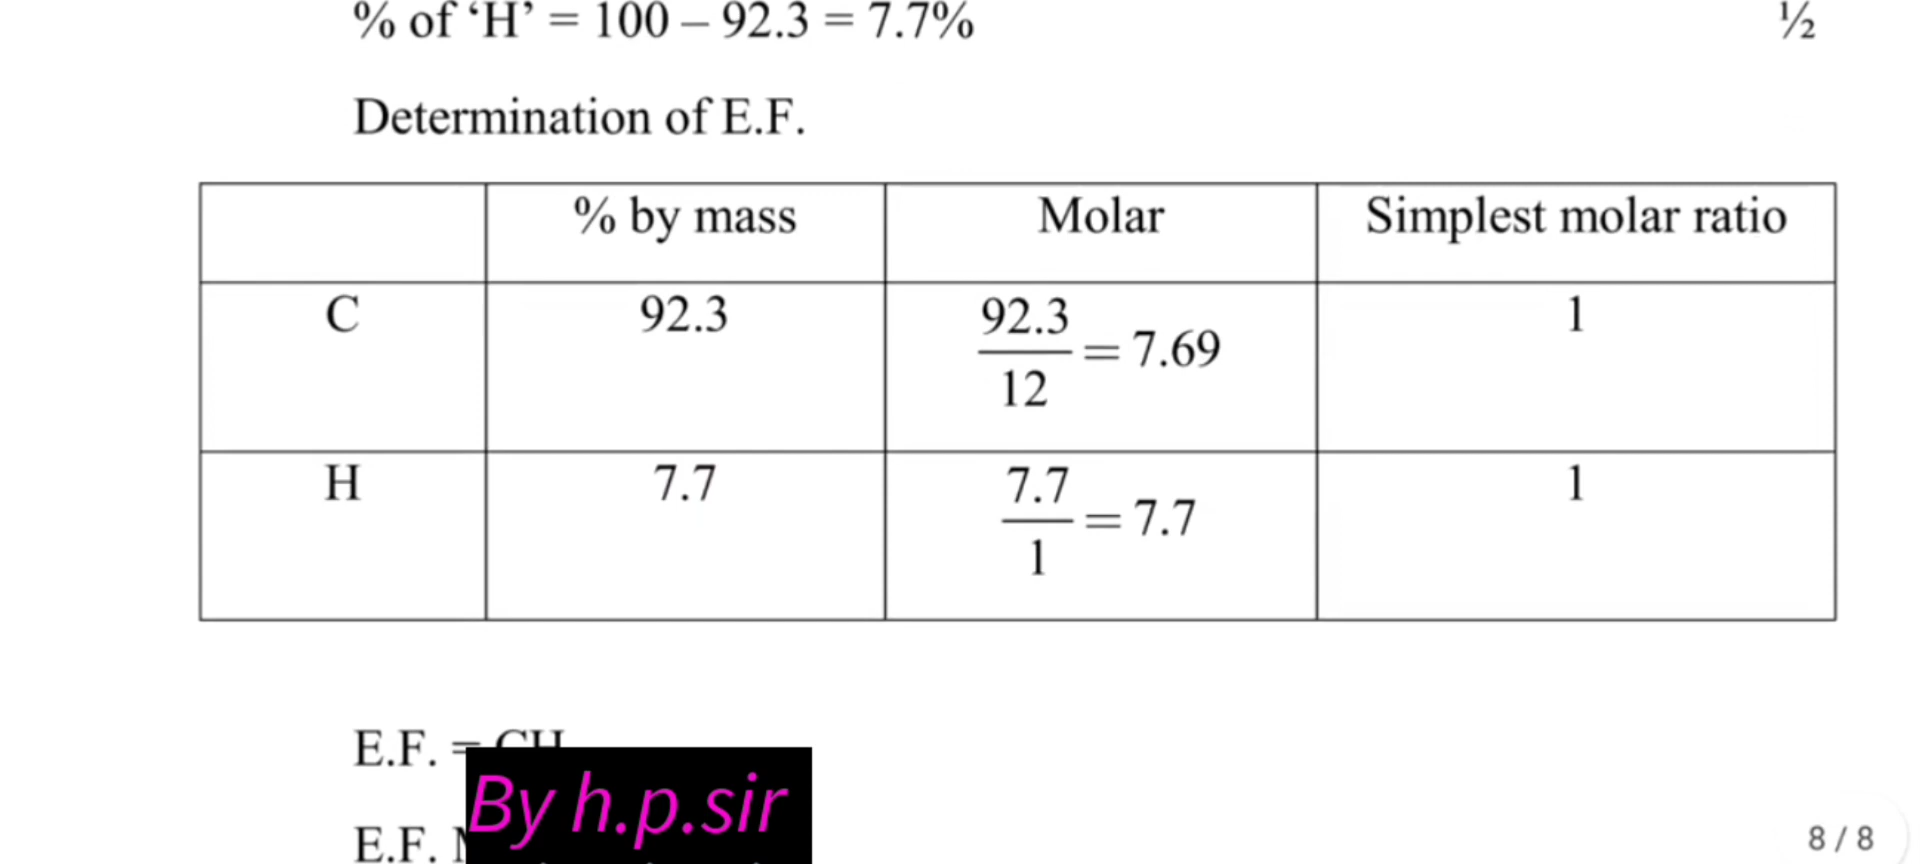 % of ‘H’ = 100 – 92.3 = 7.7% ½
Determination of E.F.
% by mass Molar Simplest molar ratio
C 92.3 92.3/12 = 7.69 1
H 7.7 7.7/1 = 7.7 1
E.F. = CH
By h.p.sir
E.F.
8 / 8